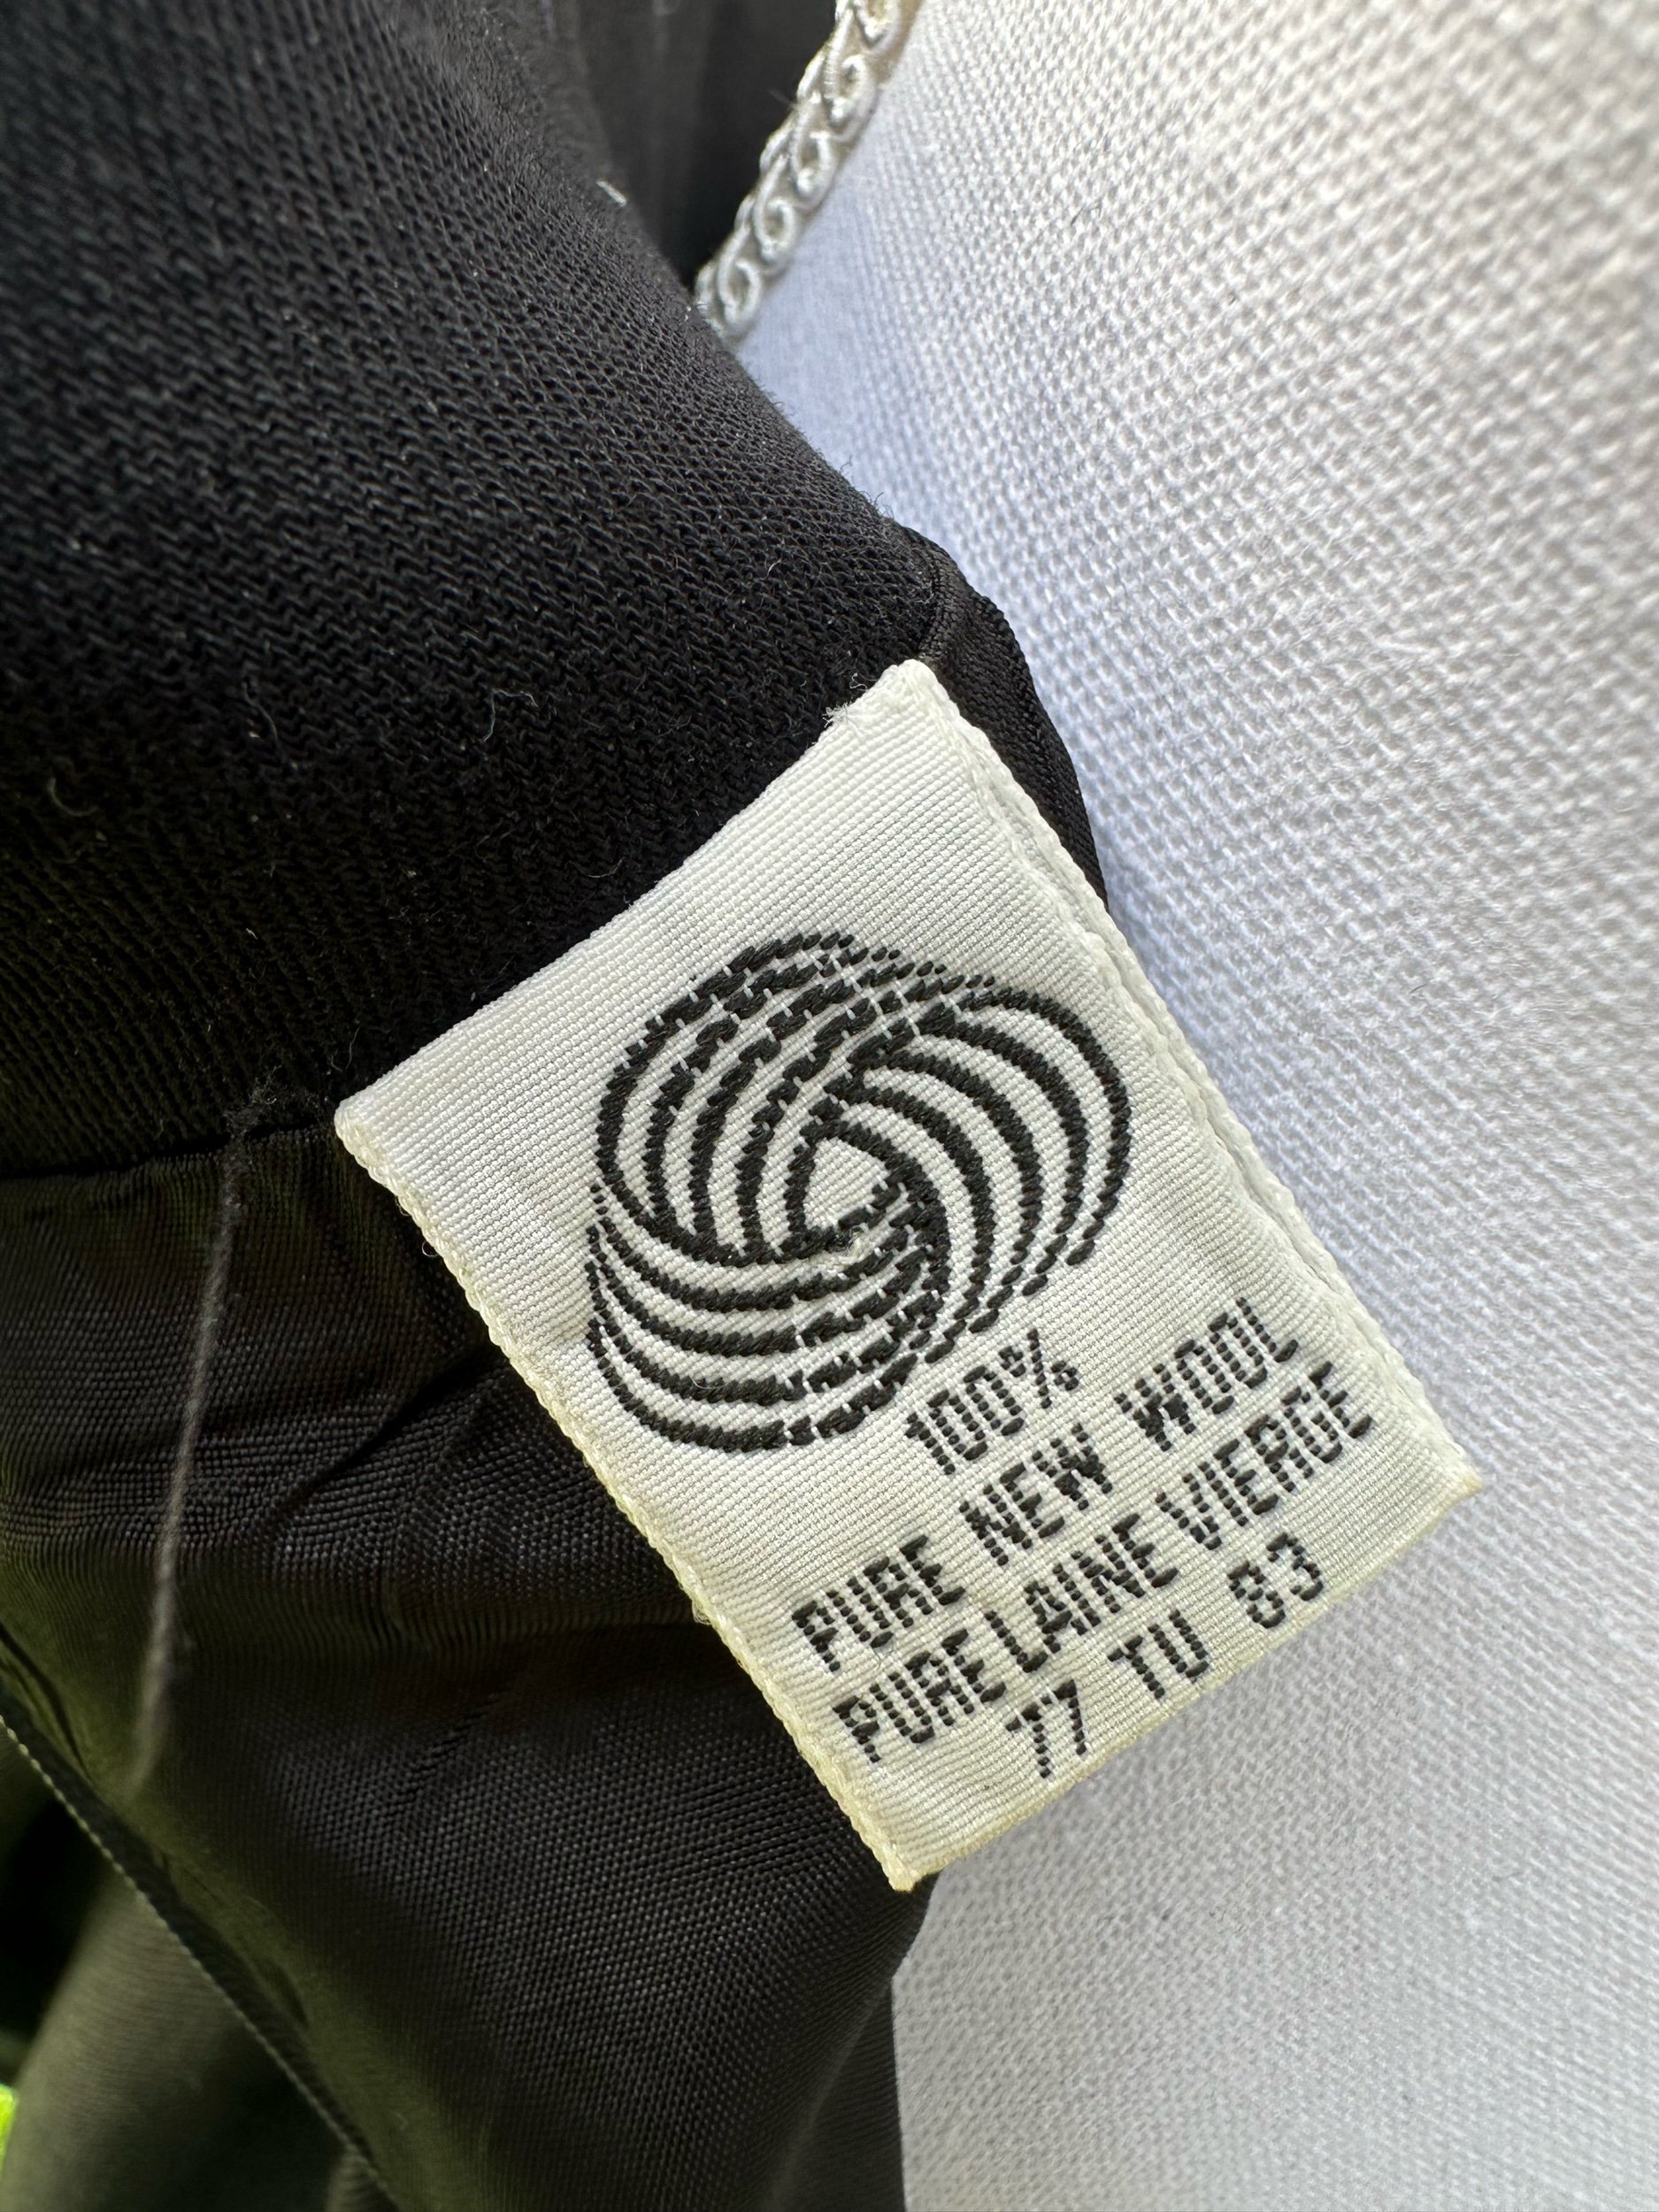 100%
PURE NEW WOOL
PURE LAINE VIERGE
77 TU 83